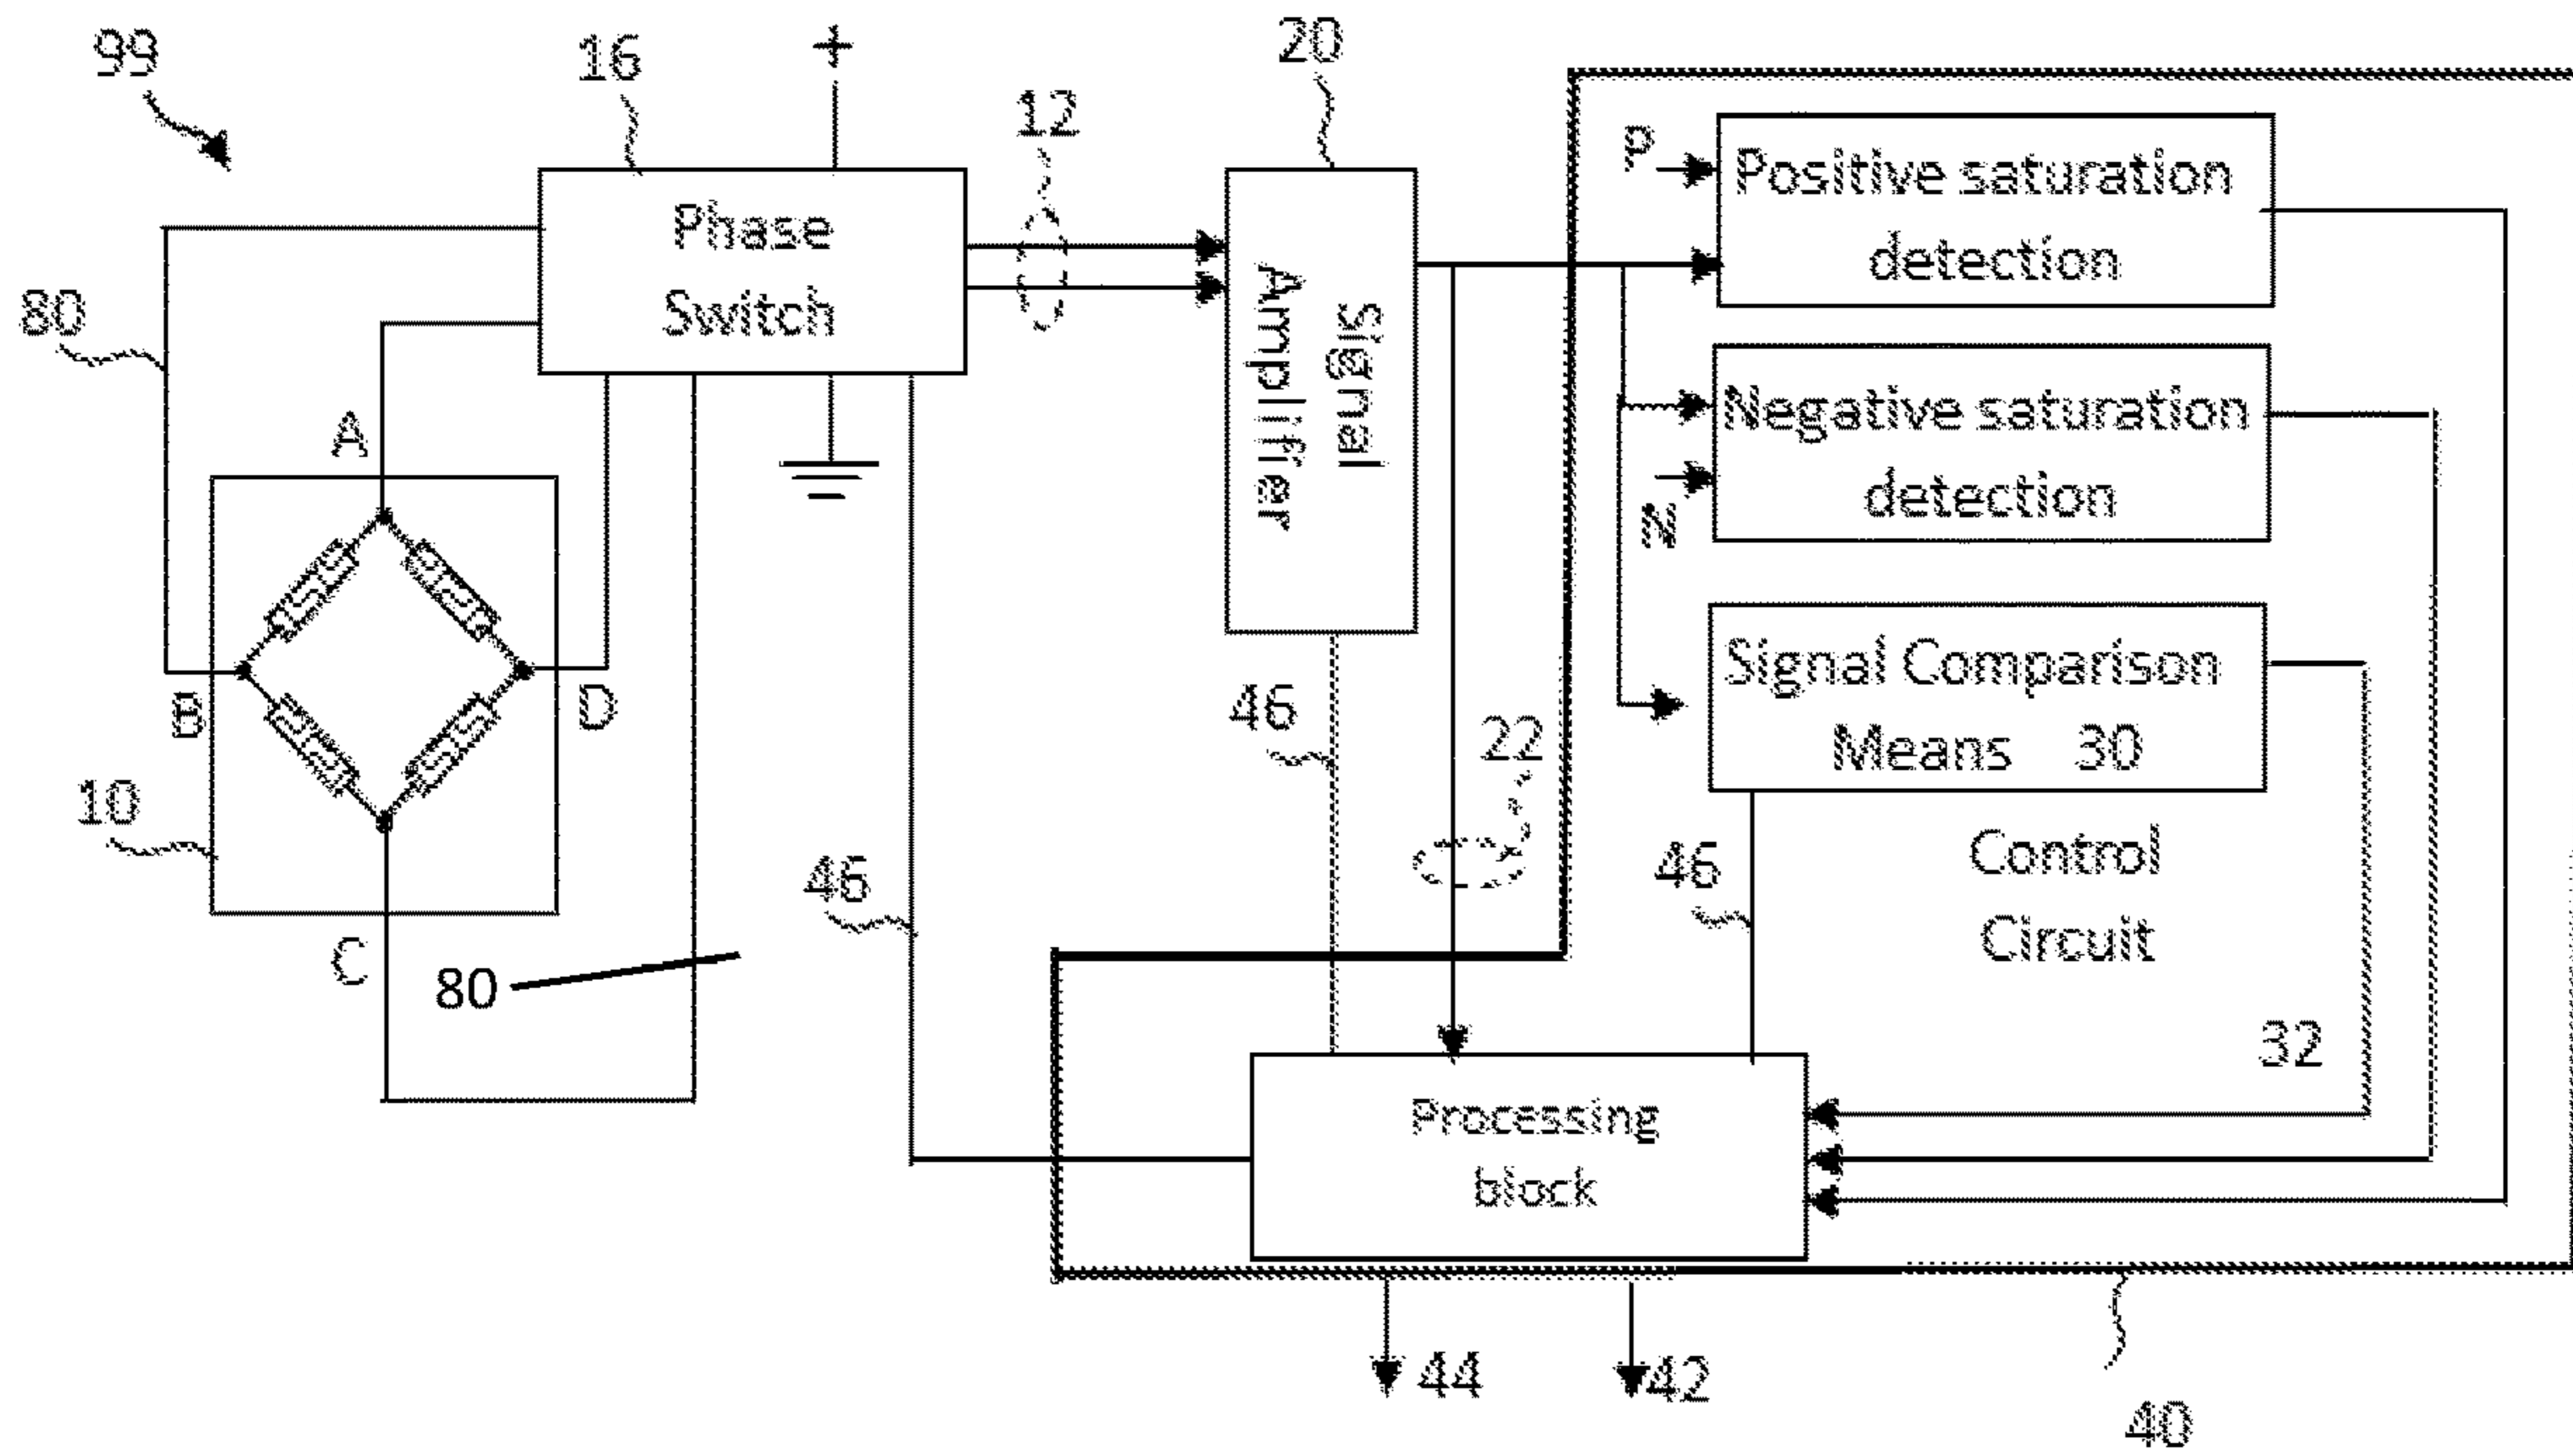 99
16
+
12
20
P
Positive saturation
detection
Phase
Switch
Signal
Amplifier
80
A
Negative saturation
detection
N
B
D
46
22
Signal Comparison
Means 30
10
46
46
Control
Circuit
C
80
32
Processing
block
44
42
40